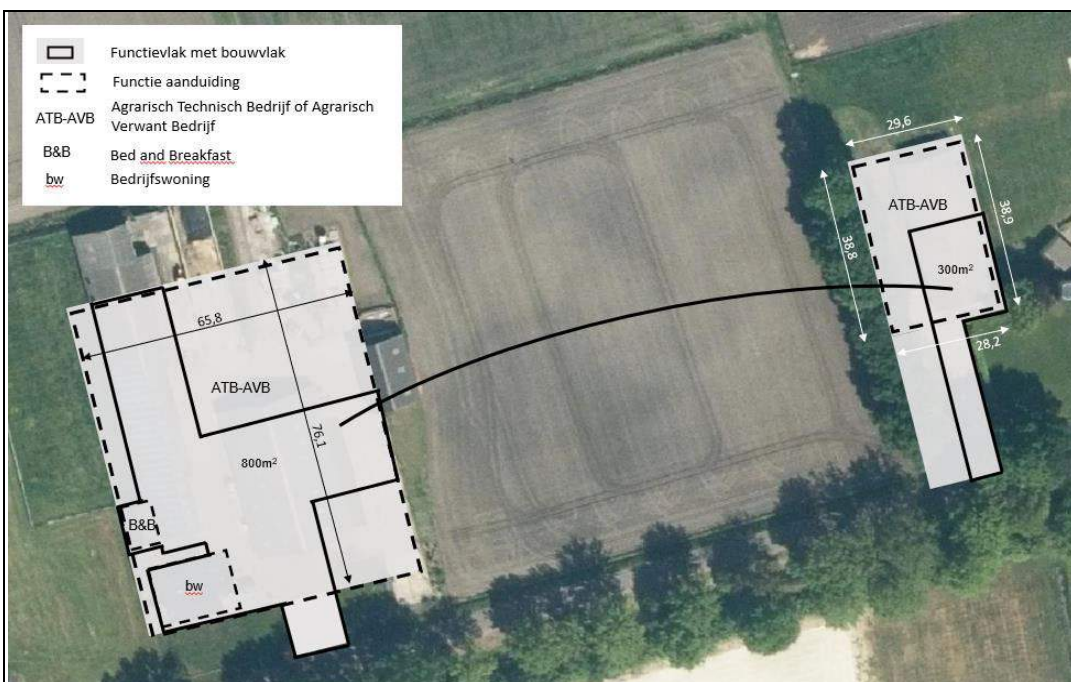 Functievlak met bouwvlak
Functie aanduiding
ATB-AVB Agrarisch Technisch Bedrijf of Agrarisch
Verwant Bedrijf
B&B Bed and Breakfast
bw Bedrijfswoning
29,6
ATB-AVB
38,9
38,8
300m²
28,2
65,8
ATB-AVB
76,1
800m²
B&B
bw